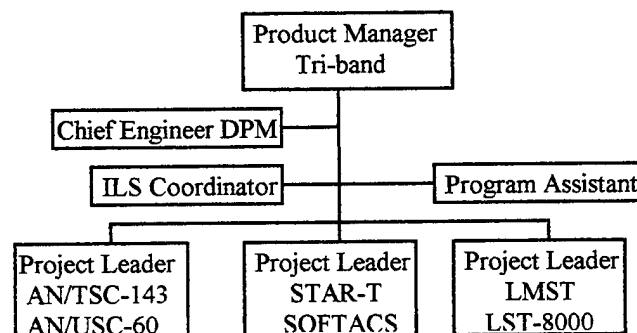 Product Manager
Tri-band
Chief Engineer DPM
ILS Coordinator
Program Assistant
Project Leader
AN/TSC-143
AN/USC-60
Project Leader
STAR-T
SOFTACS
Project Leader
LMST
LST-8000